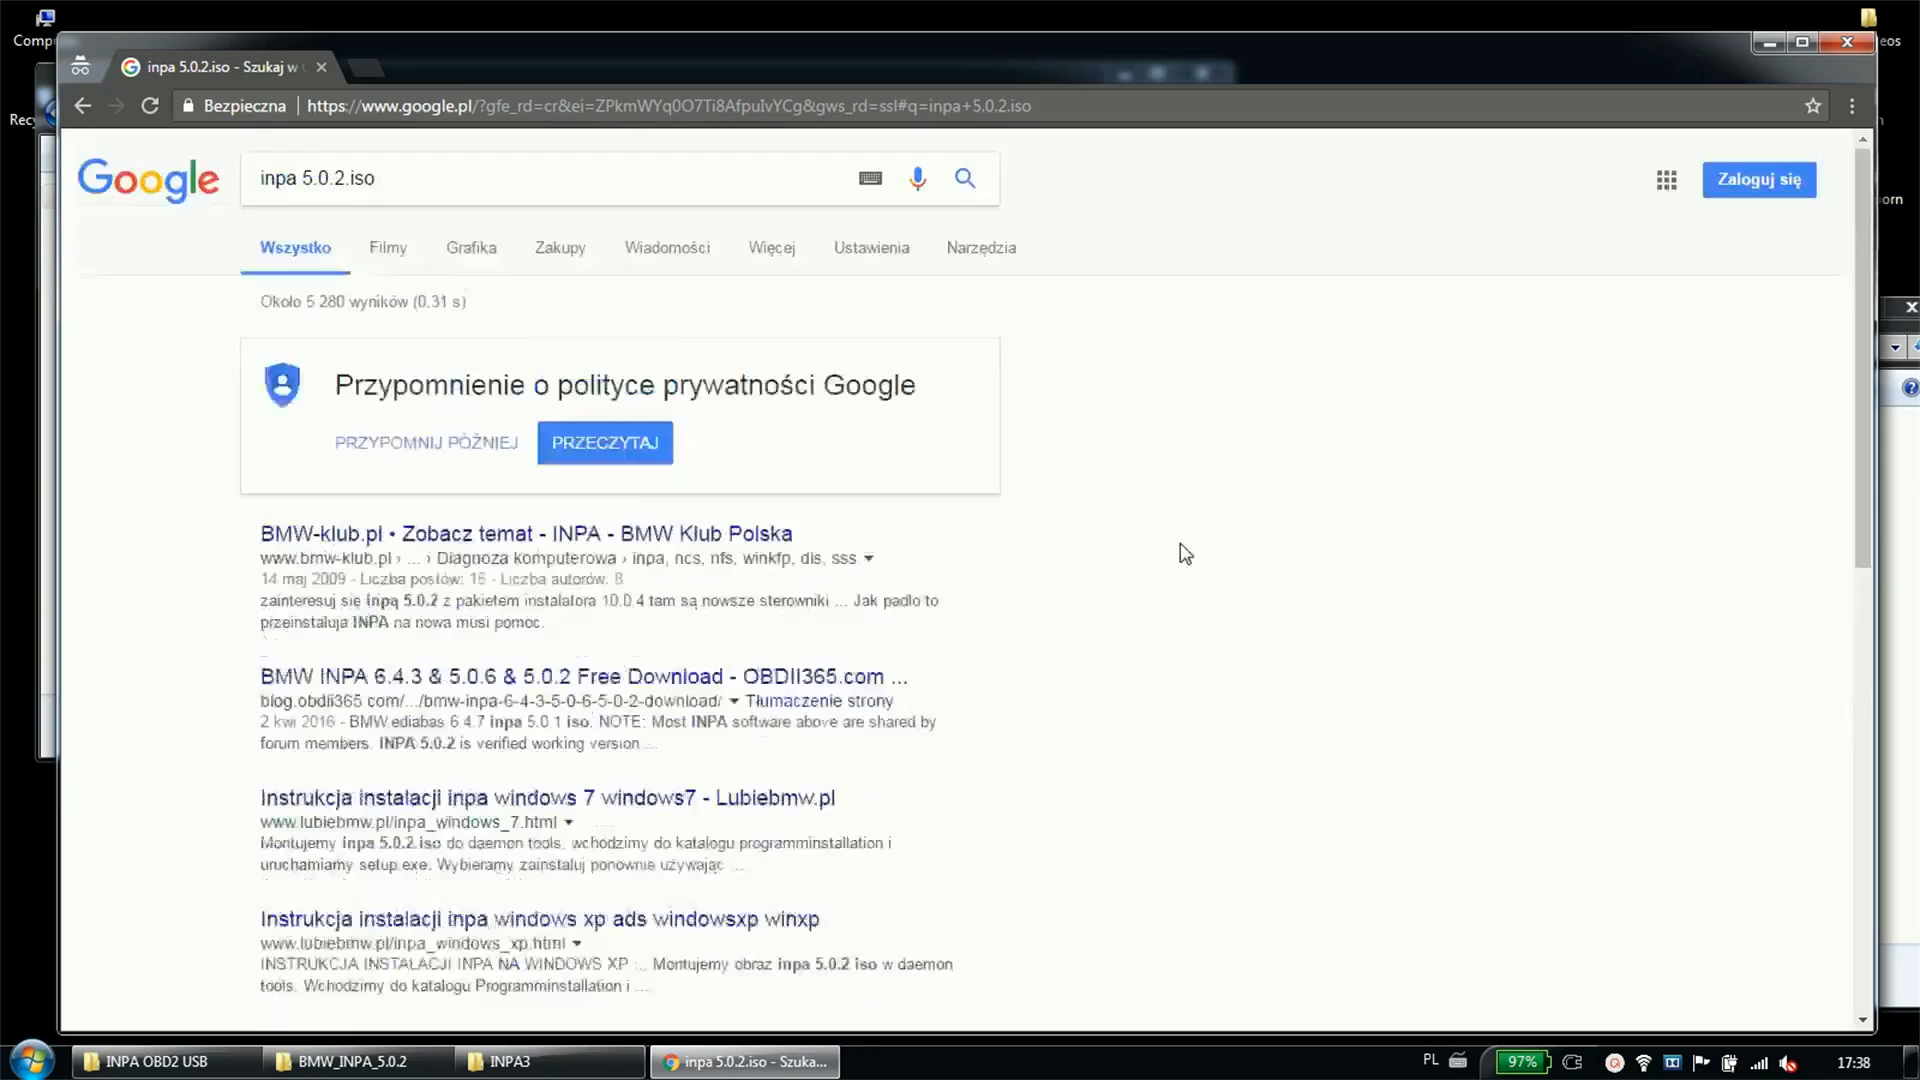 Comp
eos
inpa 5.0.2.iso - Szukaj w
Bezpieczna
https://www.google.pl/?gfe_rd=cr&ei=ZPkmWYq0O7Ti8AfpuIvYCg&gws_rd=ssl#q=inpa+5.0.2.iso
Recy
orn
Google
inpa 5.0.2.iso
Zaloguj się
Wszystko
Filmy
Grafika
Zakupy
Wiadomości
Więcej
Ustawienia
Narzędzia
Około 5 280 wyników (0.31 s)
Przypomnienie o polityce prywatności Google
PRZYPOMNIJ PÓŹNIEJ
PRZECZYTAJ
BMW-klub.pl • Zobacz temat - INPA - BMW Klub Polska
www.bmw-klub.pl › ... › Diagnoza komputerowa › inpa, ncs, nfs, winkfp, dis, sss
14 maj 2009 - Liczba postów: 15 - Liczba autorów: 8
zainteresuj się inpą 5.0.2 z pakietem instalatora 10.0.4 tam są nowsze sterowniki ... Jak padło to
przeinstaluja INPA na nowa musi pomoc.
BMW INPA 6.4.3 & 5.0.6 & 5.0.2 Free Download - OBDII365.com ...
blog.obdii365.com/.../bmw-inpa-6-4-3-5-0-6-5-0-2-download/ Tłumaczenie strony
2 kwi 2016 - BMW ediabas 6.4.7 inpa 5.0.1 iso. NOTE: Most INPA software above are shared by
forum members. INPA 5.0.2 is verified working version ...
Instrukcja instalacji inpa windows 7 windows7 - Lubiebmw.pl
www.lubiebmw.pl/inpa_windows_7.html
Montujemy inpa 5.0.2.iso do daemon tools, wchodzimy do katalogu programminstallation i
uruchamiamy setup.exe. Wybieramy zainstaluj ponownie używając ...
Instrukcja instalacji inpa windows xp ads windowsxp winxp
www.lubiebmw.pl/inpa_windows_xp.html
INSTRUKCJA INSTALACJI INPA NA WINDOWS XP :.. Montujemy obraz inpa 5.0.2 iso w daemon
tools. Wchodzimy do katalogu Programminstallation i ...
INPA OBD2 USB
BMW_INPA_5.0.2
INPA3
inpa 5.0.2.iso - Szuka...
PL
97%
17:38